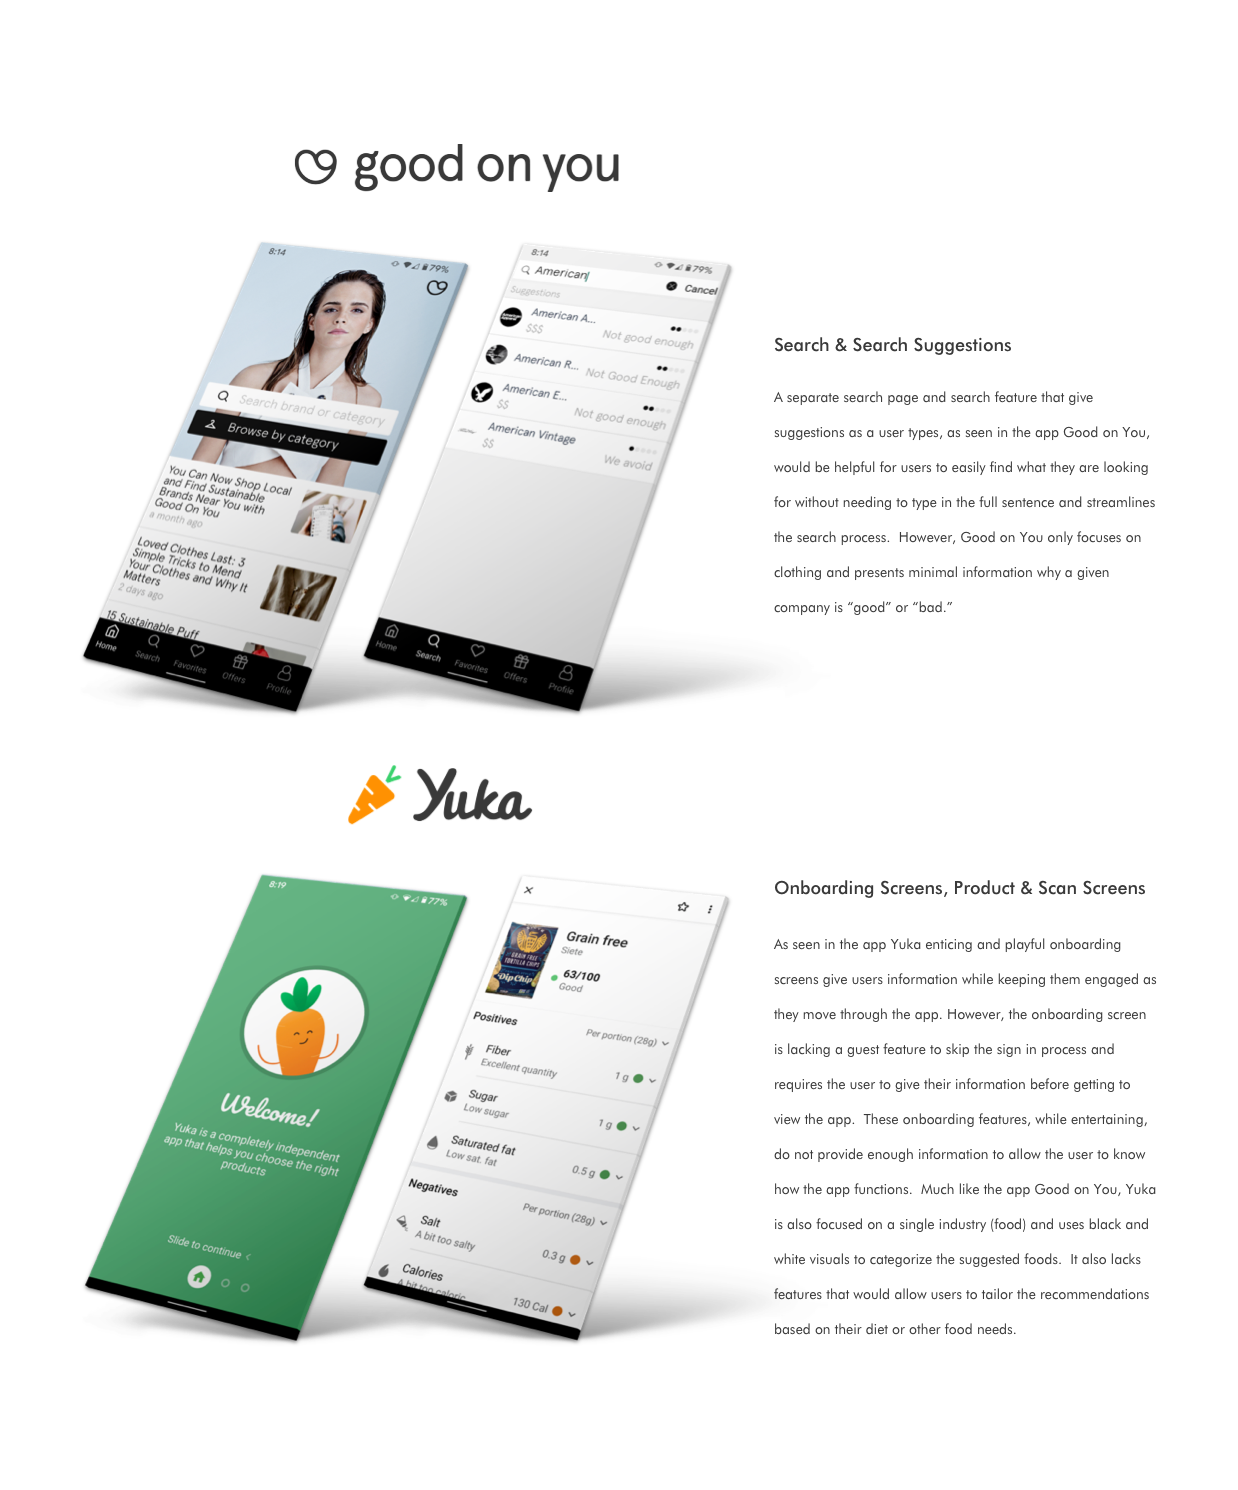 good on you
8:14
79%
Search brand or category
Browse by category
You Can Now Shop Local
and Find Sustainable
Brands Near You with
Good On You
a month ago
Loved Clothes Last: 3
Simple Tricks to Mend
Your Clothes and Why It
Matters
2 days ago
15 Sustainable Puff
Home
Search
Favorites
Offers
Profile
8:14
79%
American
Cancel
Suggestions
American A...
$$$
Not good enough
American R...
Not Good Enough
American E...
$$
Not good enough
American Vintage
$$
We avoid
Home
Search
Favorites
Offers
Profile
Search & Search Suggestions
A separate search page and search feature that give
suggestions as a user types, as seen in the app Good on You,
would be helpful for users to easily find what they are looking
for without needing to type in the full sentence and streamlines
the search process.  However, Good on You only focuses on
clothing and presents minimal information why a given
company is “good” or “bad.”
Yuka
8:19
77%
Welcome!
Yuka is a completely independent
app that helps you choose the right
products
Slide to continue <
Grain free
Siete
63/100
Good
GRAIN FREE
TORTILLA CHIPS
Dip Chip
Positives
Per portion (28g)
Fiber
Excellent quantity
1 g
Sugar
Low sugar
1 g
Saturated fat
Low sat. fat
0.5 g
Negatives
Per portion (28g)
Salt
A bit too salty
0.3 g
Calories
A bit too caloric
130 Cal
Onboarding Screens, Product & Scan Screens
As seen in the app Yuka enticing and playful onboarding
screens give users information while keeping them engaged as
they move through the app. However, the onboarding screen
is lacking a guest feature to skip the sign in process and
requires the user to give their information before getting to
view the app.  These onboarding features, while entertaining,
do not provide enough information to allow the user to know
how the app functions.  Much like the app Good on You, Yuka
is also focused on a single industry (food) and uses black and
white visuals to categorize the suggested foods.  It also lacks
features that would allow users to tailor the recommendations
based on their diet or other food needs.